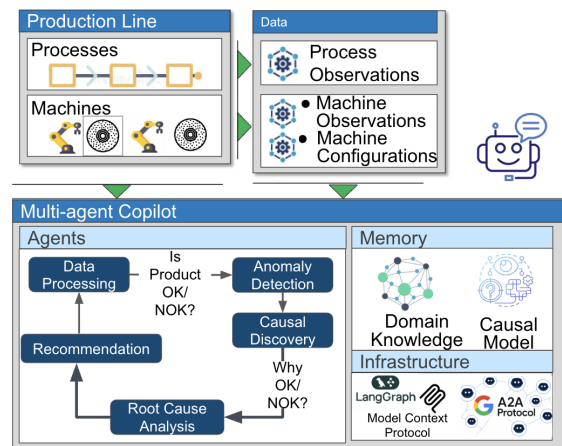 Production Line
Processes
Machines
Data
Process
Observations
● Machine
Observations
● Machine
Configurations
Multi-agent Copilot
Agents
Data
Processing
Is
Product
OK/
NOK?
Anomaly
Detection
Causal
Discovery
Why
OK/
NOK?
Root Cause
Analysis
Recommendation
Memory
Domain
Knowledge
Causal
Model
Infrastructure
LangGraph
Model Context
Protocol
A2A
Protocol